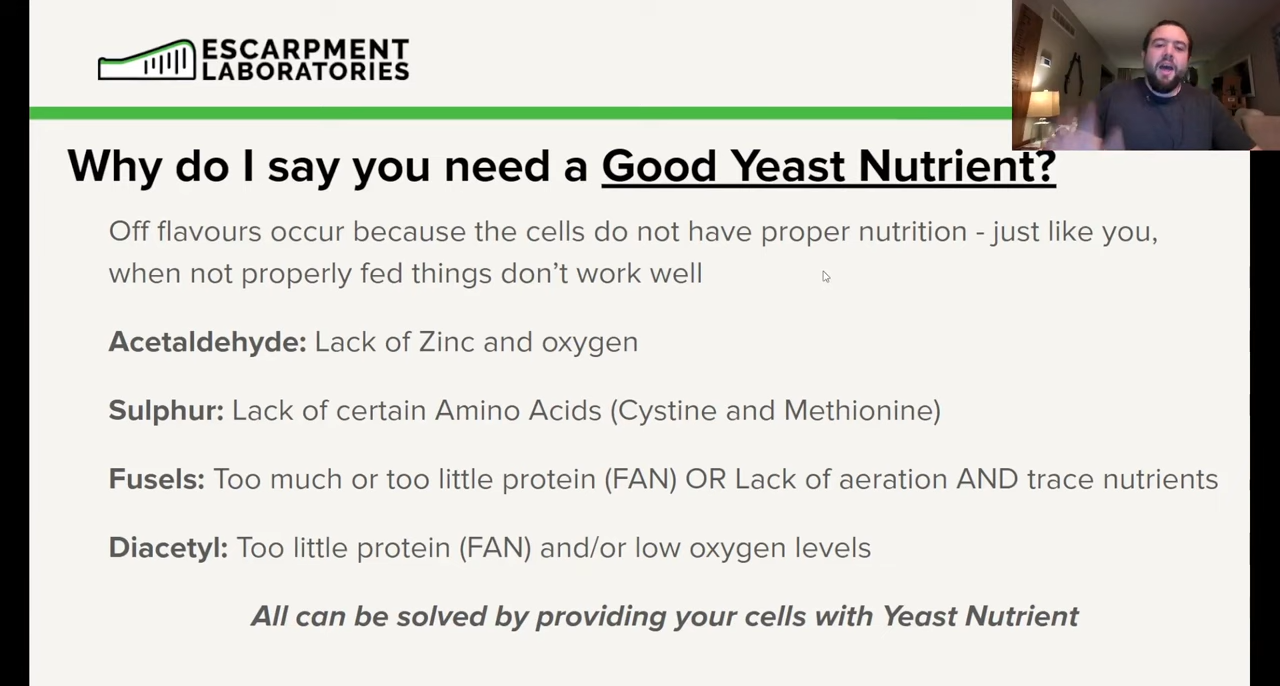 ESCARPMENT
LABORATORIES
Why do I say you need a Good Yeast Nutrient?
Off flavours occur because the cells do not have proper nutrition - just like you,
when not properly fed things don't work well
Acetaldehyde: Lack of Zinc and oxygen
Sulphur: Lack of certain Amino Acids (Cystine and Methionine)
Fusels: Too much or too little protein (FAN) OR Lack of aeration AND trace nutrients
Diacetyl: Too little protein (FAN) and/or low oxygen levels
All can be solved by providing your cells with Yeast Nutrient